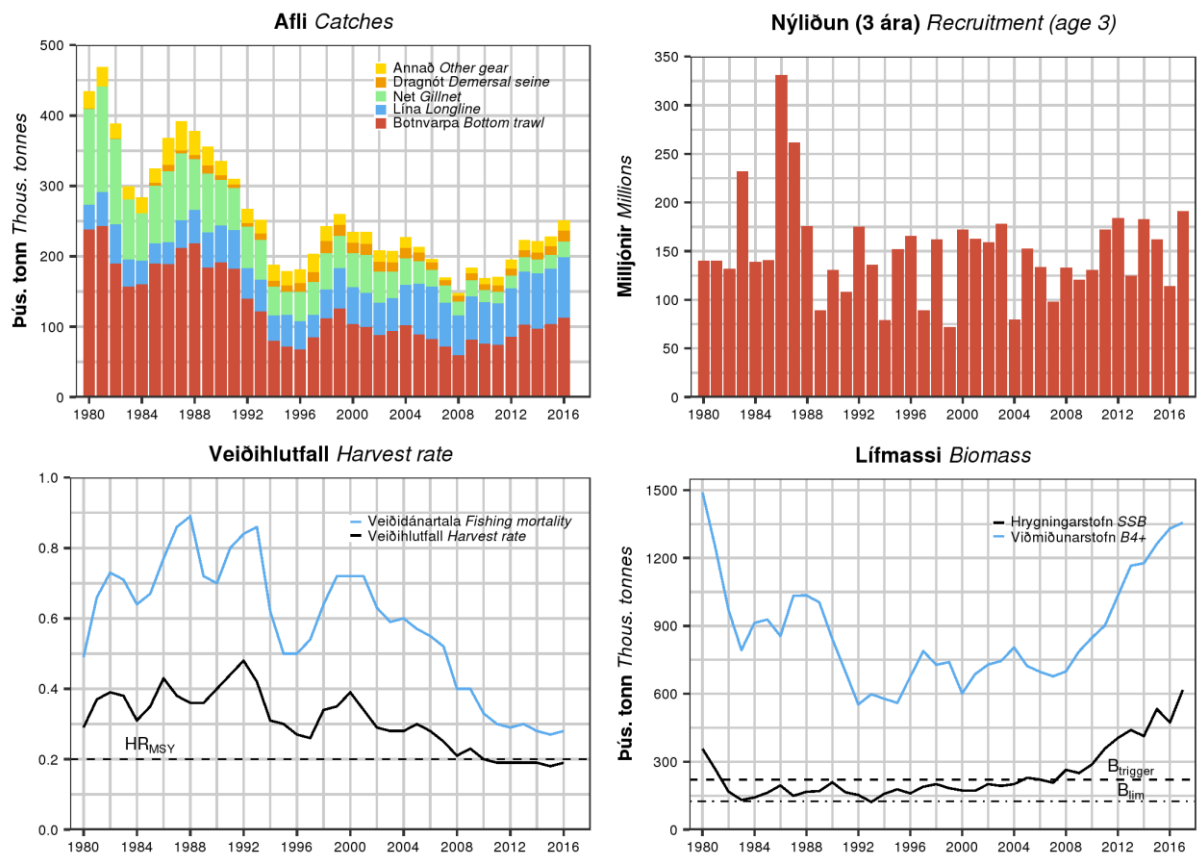 Afli Catches
Þús. tonn Thous. tonnes
500
400
300
200
100
0
Annað Other gear
Dragnót Demersal seine
Net Gillnet
Lína Longline
Botnvarpa Bottom trawl
1980 1984 1988 1992 1996 2000 2004 2008 2012 2016
Nýliðun (3 ára) Recruitment (age 3)
Milljónir Millions
350
300
250
200
150
100
50
0
1980 1984 1988 1992 1996 2000 2004 2008 2012 2016
Veiðihlutfall Harvest rate
1.0
0.8
0.6
0.4
0.2
0.0
Veiðidánartala Fishing mortality
Veiðihlutfall Harvest rate
HRMSY
1980 1984 1988 1992 1996 2000 2004 2008 2012 2016
Lífmassi Biomass
Þús. tonn Thous. tonnes
1500
1200
900
600
300
0
Hrygningarstofn SSB
Viðmiðunarstofn B4+
Btrigger
Blim
1980 1984 1988 1992 1996 2000 2004 2008 2012 2016